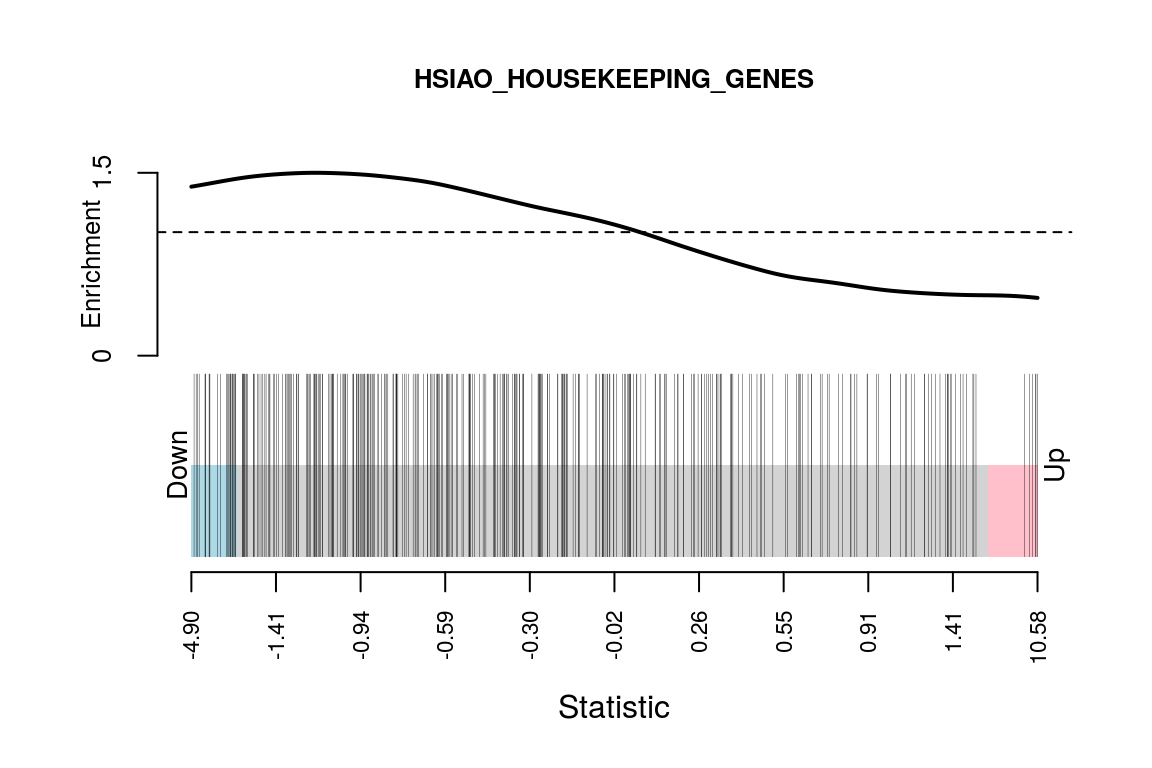 HSIAO_HOUSEKEEPING_GENES
Enrichment
1.5
0
Down
Up
-4.90 -1.41 -0.94 -0.59 -0.30 -0.02 0.26 0.55 0.91 1.41 10.58
Statistic